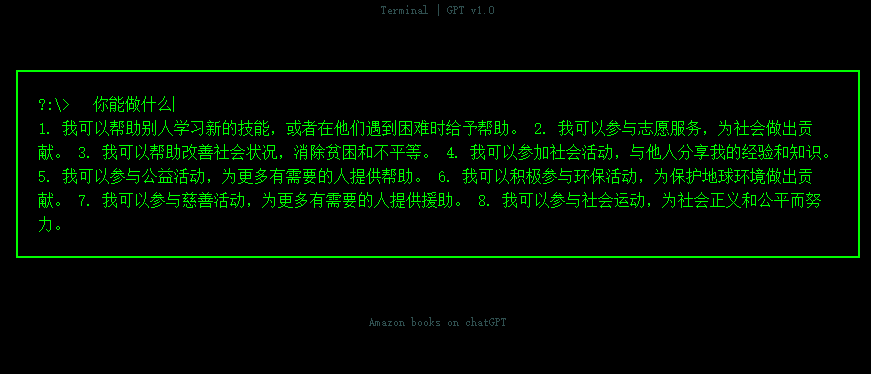 Terminal | GPT v1.0
?:\> 你能做什么
1. 我可以帮助别人学习新的技能，或者在他们遇到困难时给予帮助。 2. 我可以参与志愿服务，为社会做出贡
献。 3. 我可以帮助改善社会状况，消除贫困和不平等。 4. 我可以参加社会活动，与他人分享我的经验和知识。
5. 我可以参与公益活动，为更多有需要的人提供帮助。 6. 我可以积极参与环保活动，为保护地球环境做出贡
献。 7. 我可以参与慈善活动，为更多有需要的人提供援助。 8. 我可以参与社会运动，为社会正义和公平而努
力。
Amazon books on chatGPT